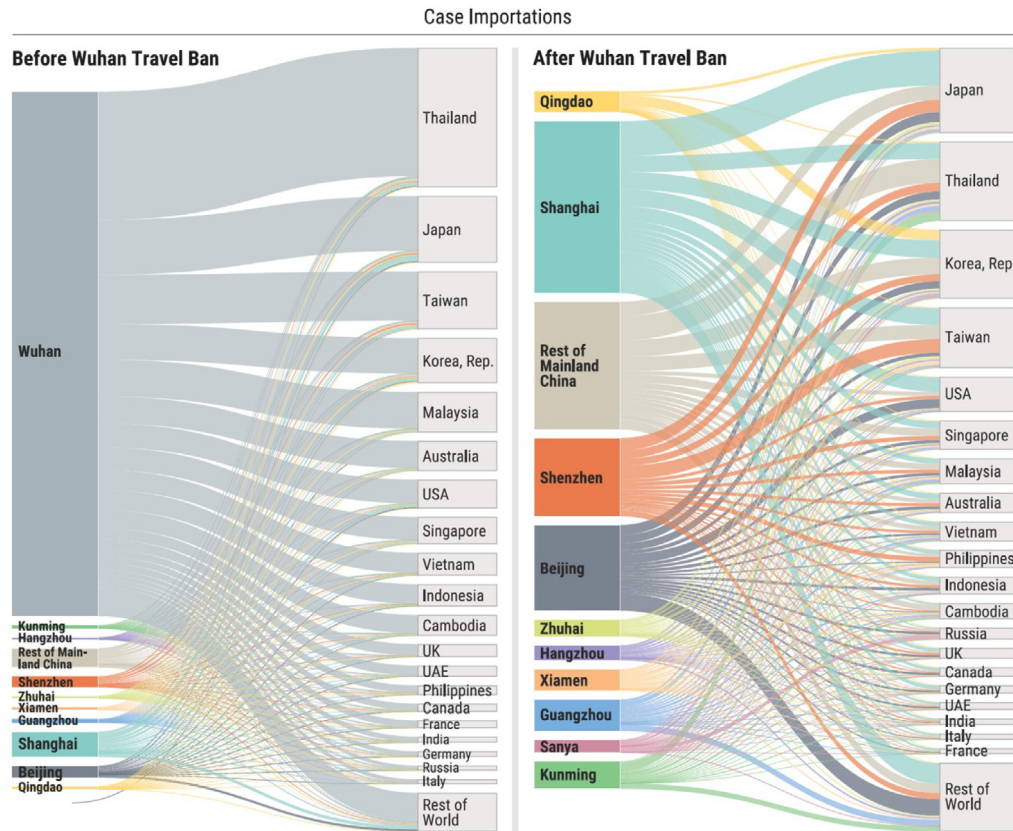 Case Importations
Before Wuhan Travel Ban
Wuhan
Kunming
Hangzhou
Rest of Main-
land China
Shenzhen
Zhuhai
Xiamen
Guangzhou
Shanghai
Beijing
Qingdao
Thailand
Japan
Taiwan
Korea, Rep.
Malaysia
Australia
USA
Singapore
Vietnam
Indonesia
Cambodia
UK
UAE
Philippines
Canada
France
India
Germany
Russia
Italy
Rest of
World
After Wuhan Travel Ban
Qingdao
Shanghai
Rest of
Mainland
China
Shenzhen
Beijing
Zhuhai
Hangzhou
Xiamen
Guangzhou
Sanya
Kunming
Japan
Thailand
Korea, Rep
Taiwan
USA
Singapore
Malaysia
Australia
Vietnam
Philippines
Indonesia
Cambodia
Russia
UK
Canada
Germany
UAE
India
Italy
France
Rest of
World